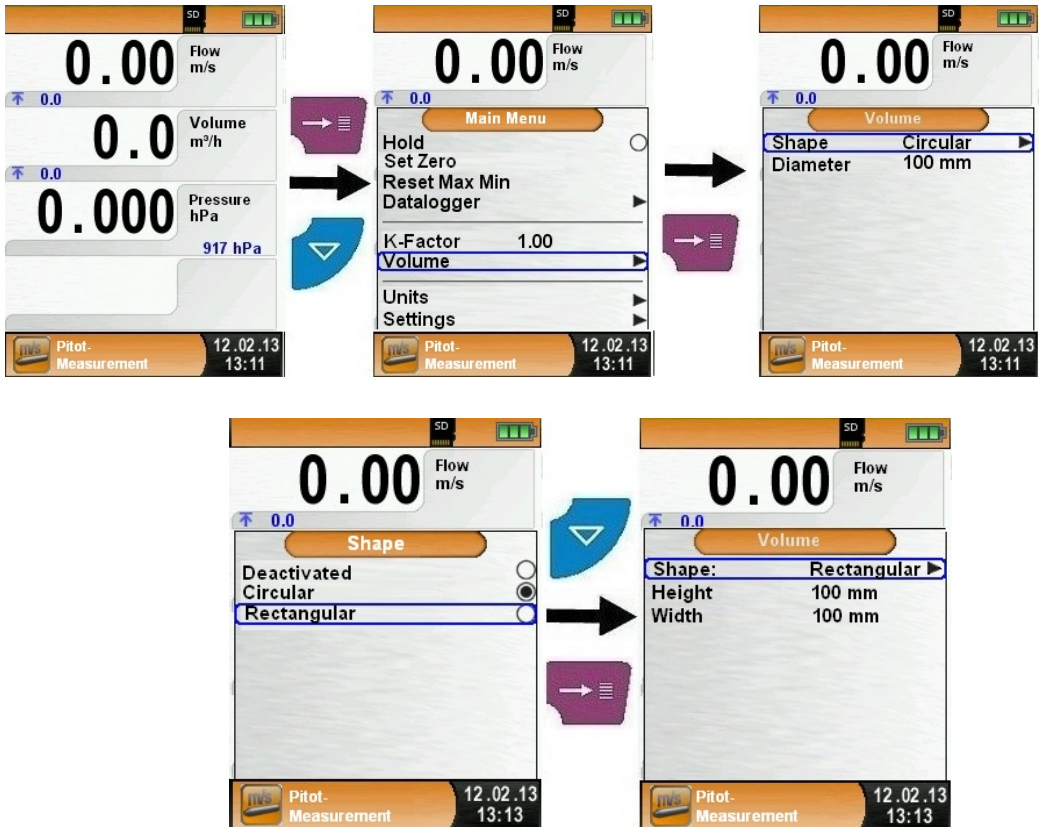 SD
0.00 Flow
m/s
0.0
0.0 Volume
m³/h
0.0
0.000 Pressure
hPa
917 hPa
Pitot-
Measurement
12.02.13
13:11
SD
0.00 Flow
m/s
0.0
Main Menu
Hold
Set Zero
Reset Max Min
Datalogger
K-Factor 1.00
Volume
Units
Settings
m/s
Pitot-
Measurement
12.02.13
13:11
SD
0.00 Flow
m/s
0.0
Volume
Shape Circular
Diameter 100 mm
m/s
Pitot-
Measurement
12.02.13
13:11
SD
0.00 Flow
m/s
0.0
Shape
Deactivated
Circular
Rectangular
m/s
Pitot-
Measurement
12.02.13
13:13
SD
0.00 Flow
m/s
0.0
Volume
Shape: Rectangular
Height 100 mm
Width 100 mm
m/s
Pitot-
Measurement
12.02.13
13:13